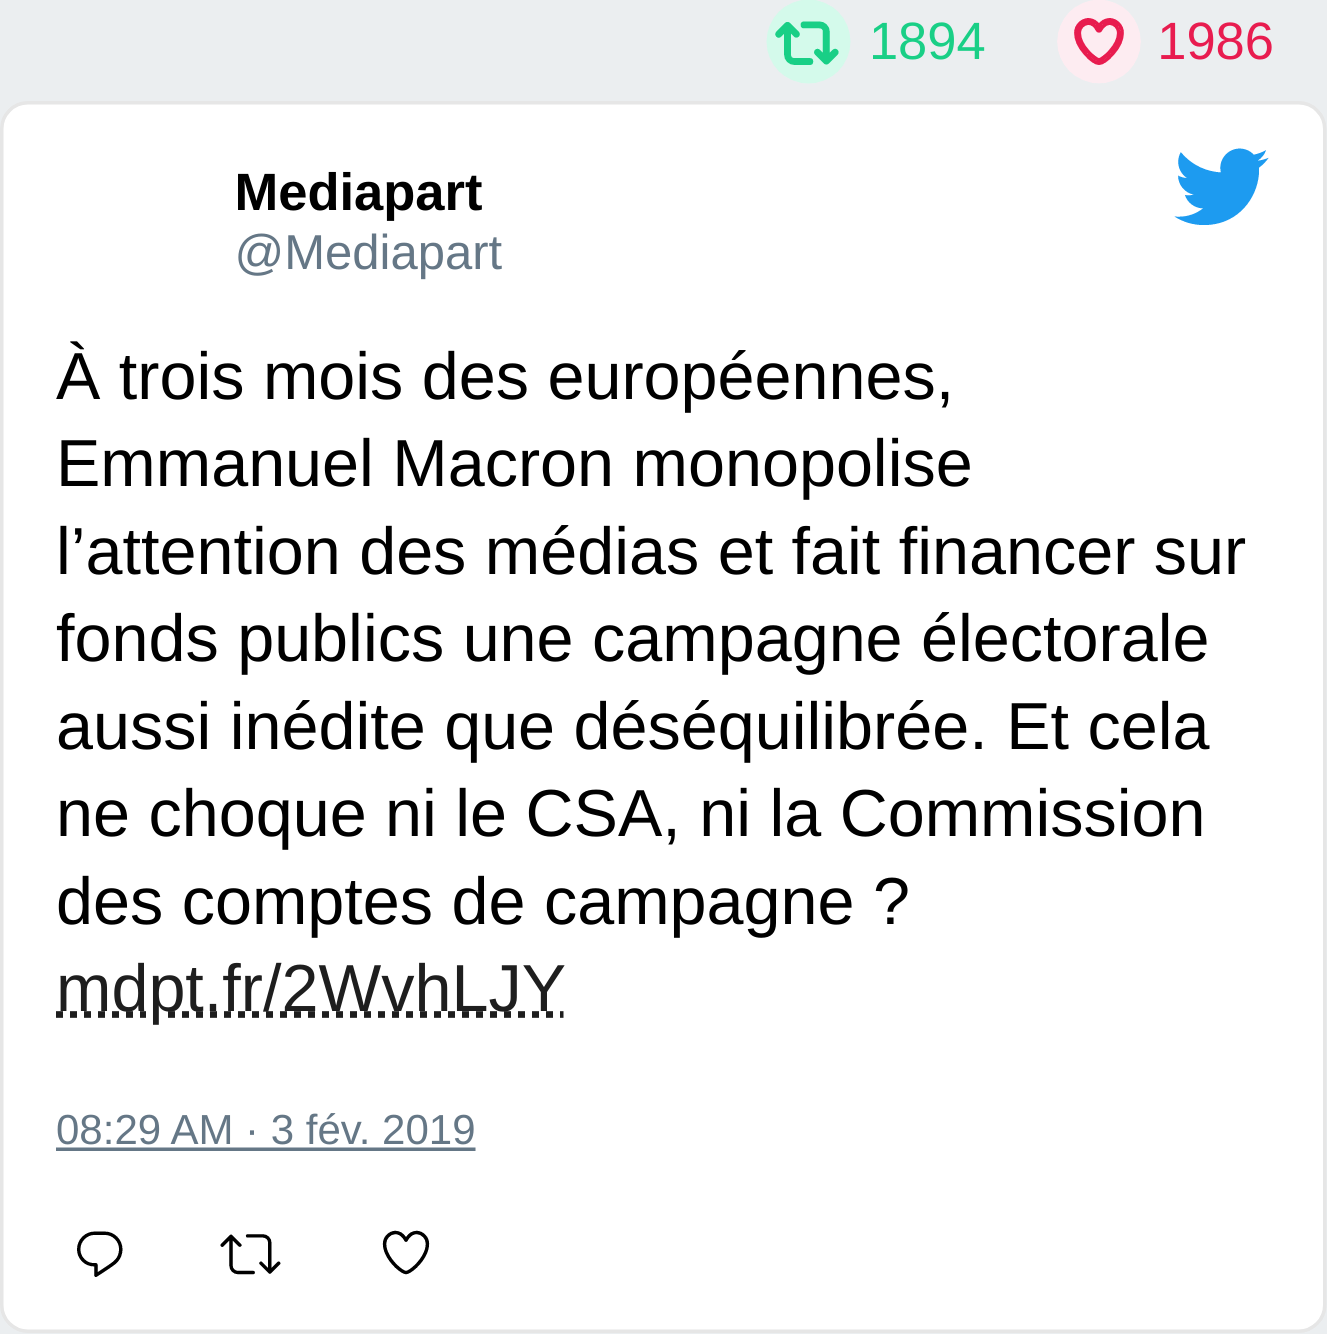 1894 1986
Mediapart
@Mediapart
À trois mois des européennes,
Emmanuel Macron monopolise
l’attention des médias et fait financer sur
fonds publics une campagne électorale
aussi inédite que déséquilibrée. Et cela
ne choque ni le CSA, ni la Commission
des comptes de campagne ?
mdpt.fr/2WvhLJY
08:29 AM · 3 fév. 2019